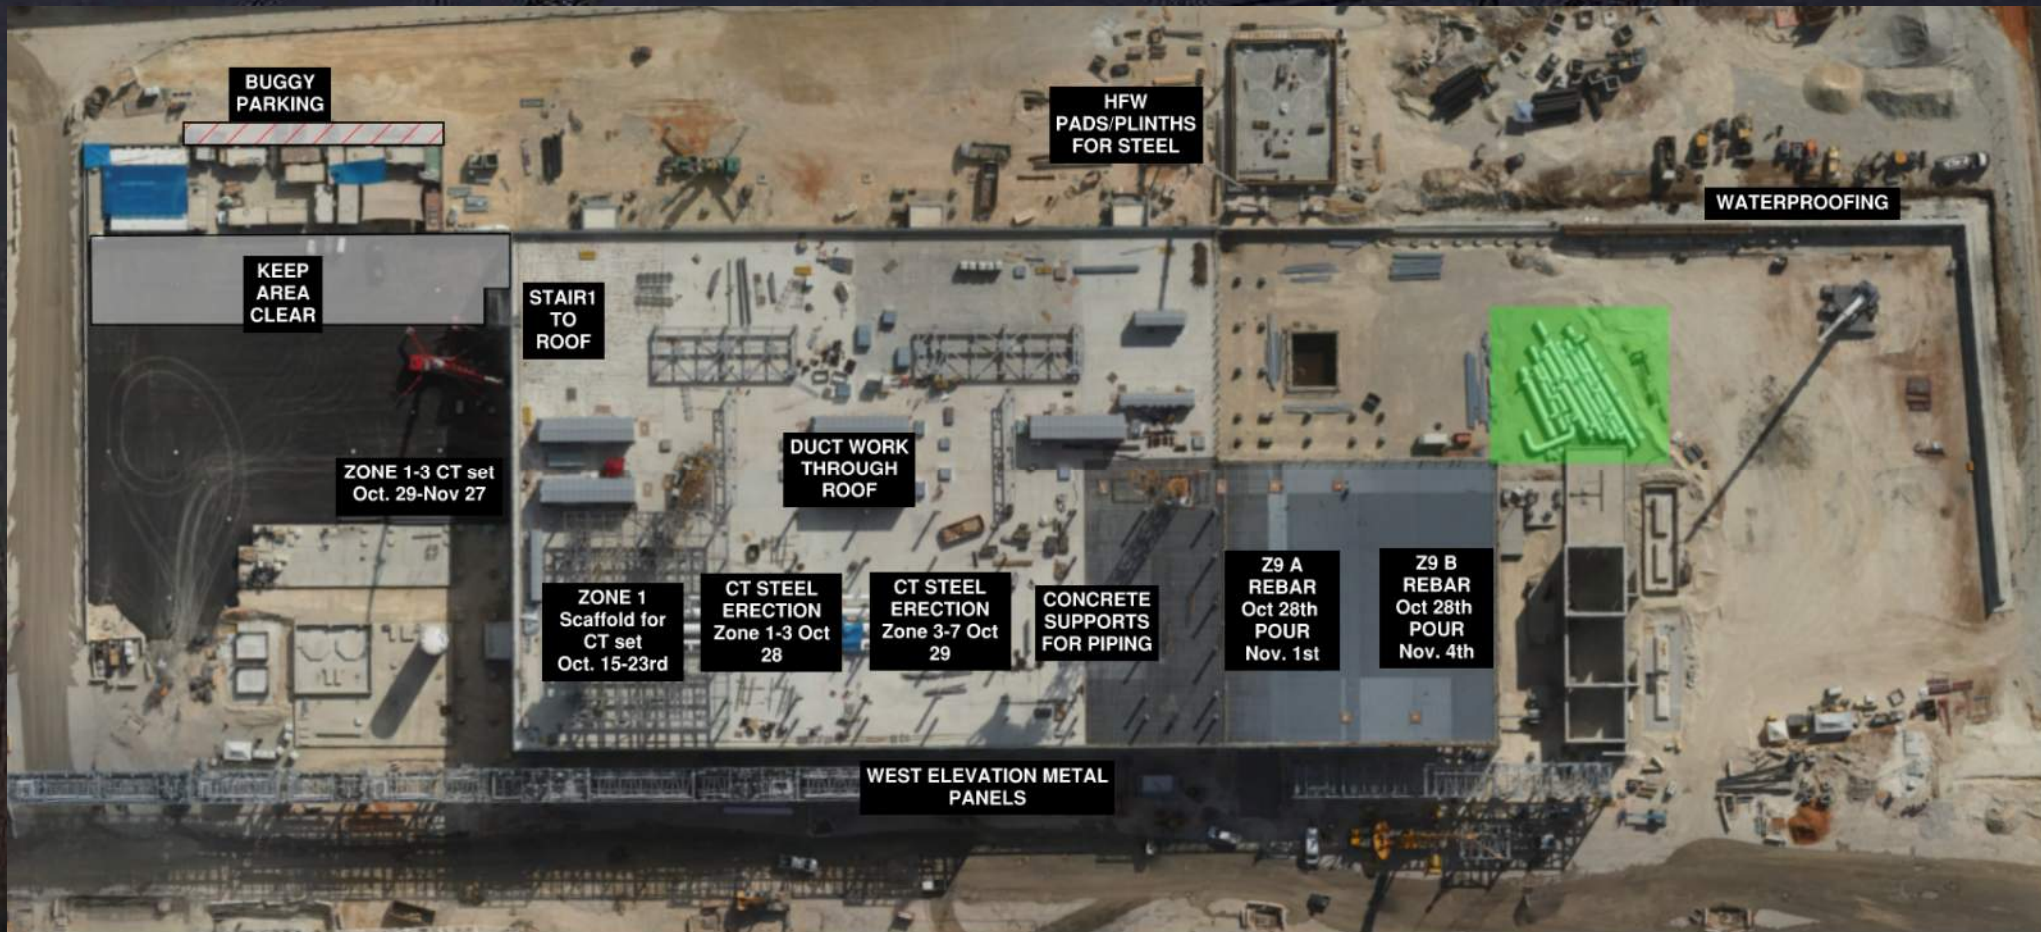 BUGGY
PARKING
HFW
PADS/PLINTHS
FOR STEEL
WATERPROOFING
KEEP
AREA
CLEAR
STAIR1
TO
ROOF
DUCT WORK
THROUGH
ROOF
ZONE 1-3 CT set
Oct. 29-Nov 27
ZONE 1
Scaffold for
CT set
Oct. 15-23rd
CT STEEL
ERECTION
Zone 1-3 Oct
28
CT STEEL
ERECTION
Zone 3-7 Oct
29
CONCRETE
SUPPORTS
FOR PIPING
Z9 A
REBAR
Oct 28th
POUR
Nov. 1st
Z9 B
REBAR
Oct 28th
POUR
Nov. 4th
WEST ELEVATION METAL
PANELS